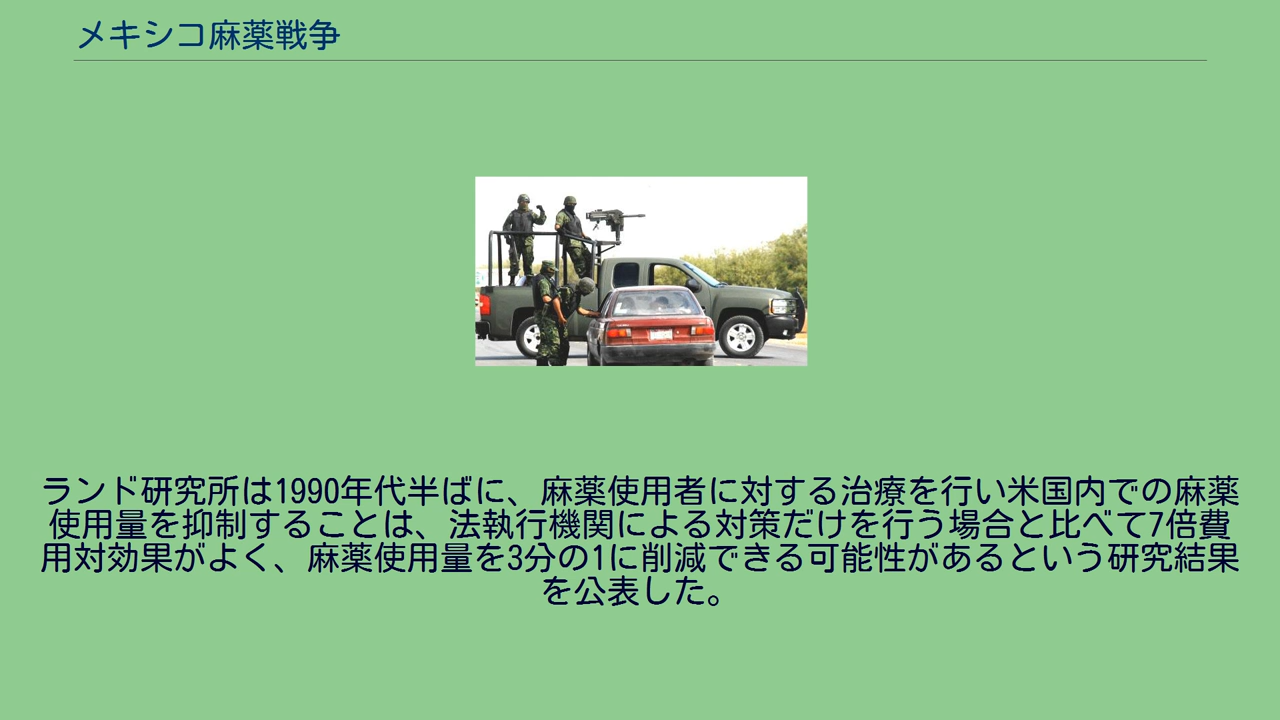 メキシコ麻薬戦争
ランド研究所は1990年代半ばに、麻薬使用者に対する治療を行い米国内での麻薬
使用量を抑制することは、法執行機関による対策だけを行う場合と比べて7倍費
用対効果がよく、麻薬使用量を3分の1に削減できる可能性があるという研究結果
を公表した。